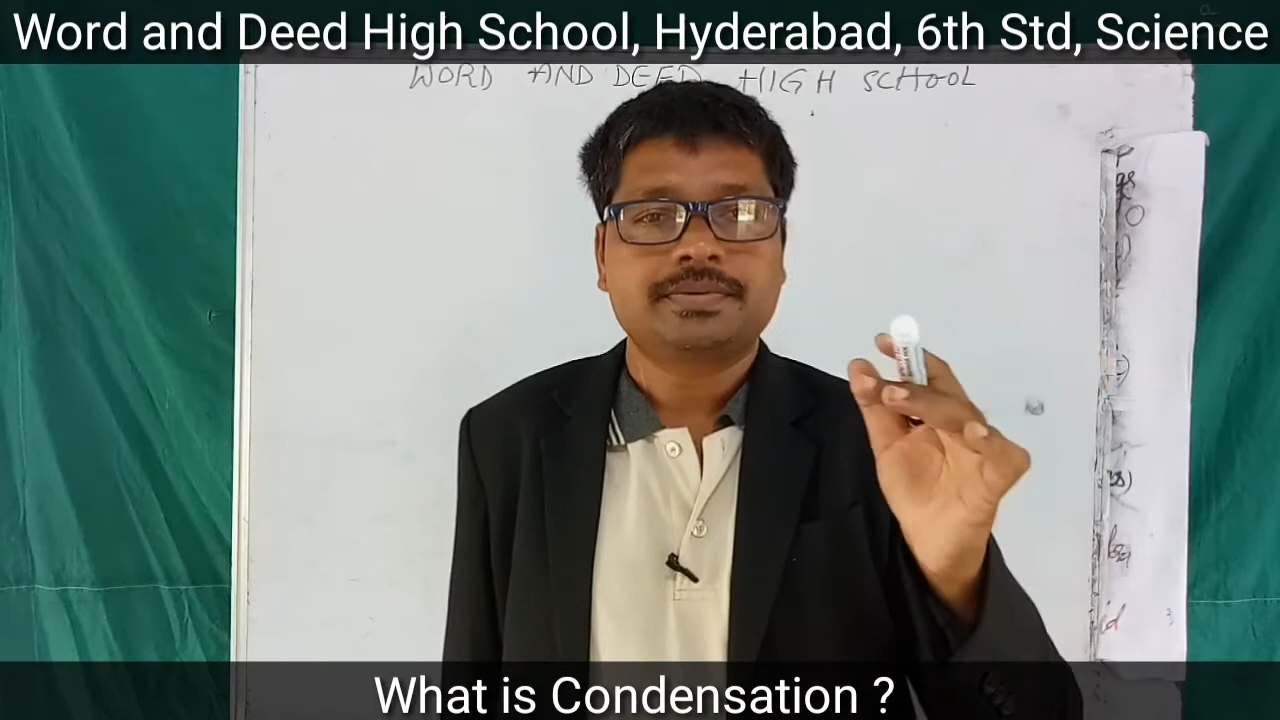 Word and Deed High School, Hyderabad, 6th Std, Science
WORD AND DEED HIGH SCHOOL
What is Condensation ?